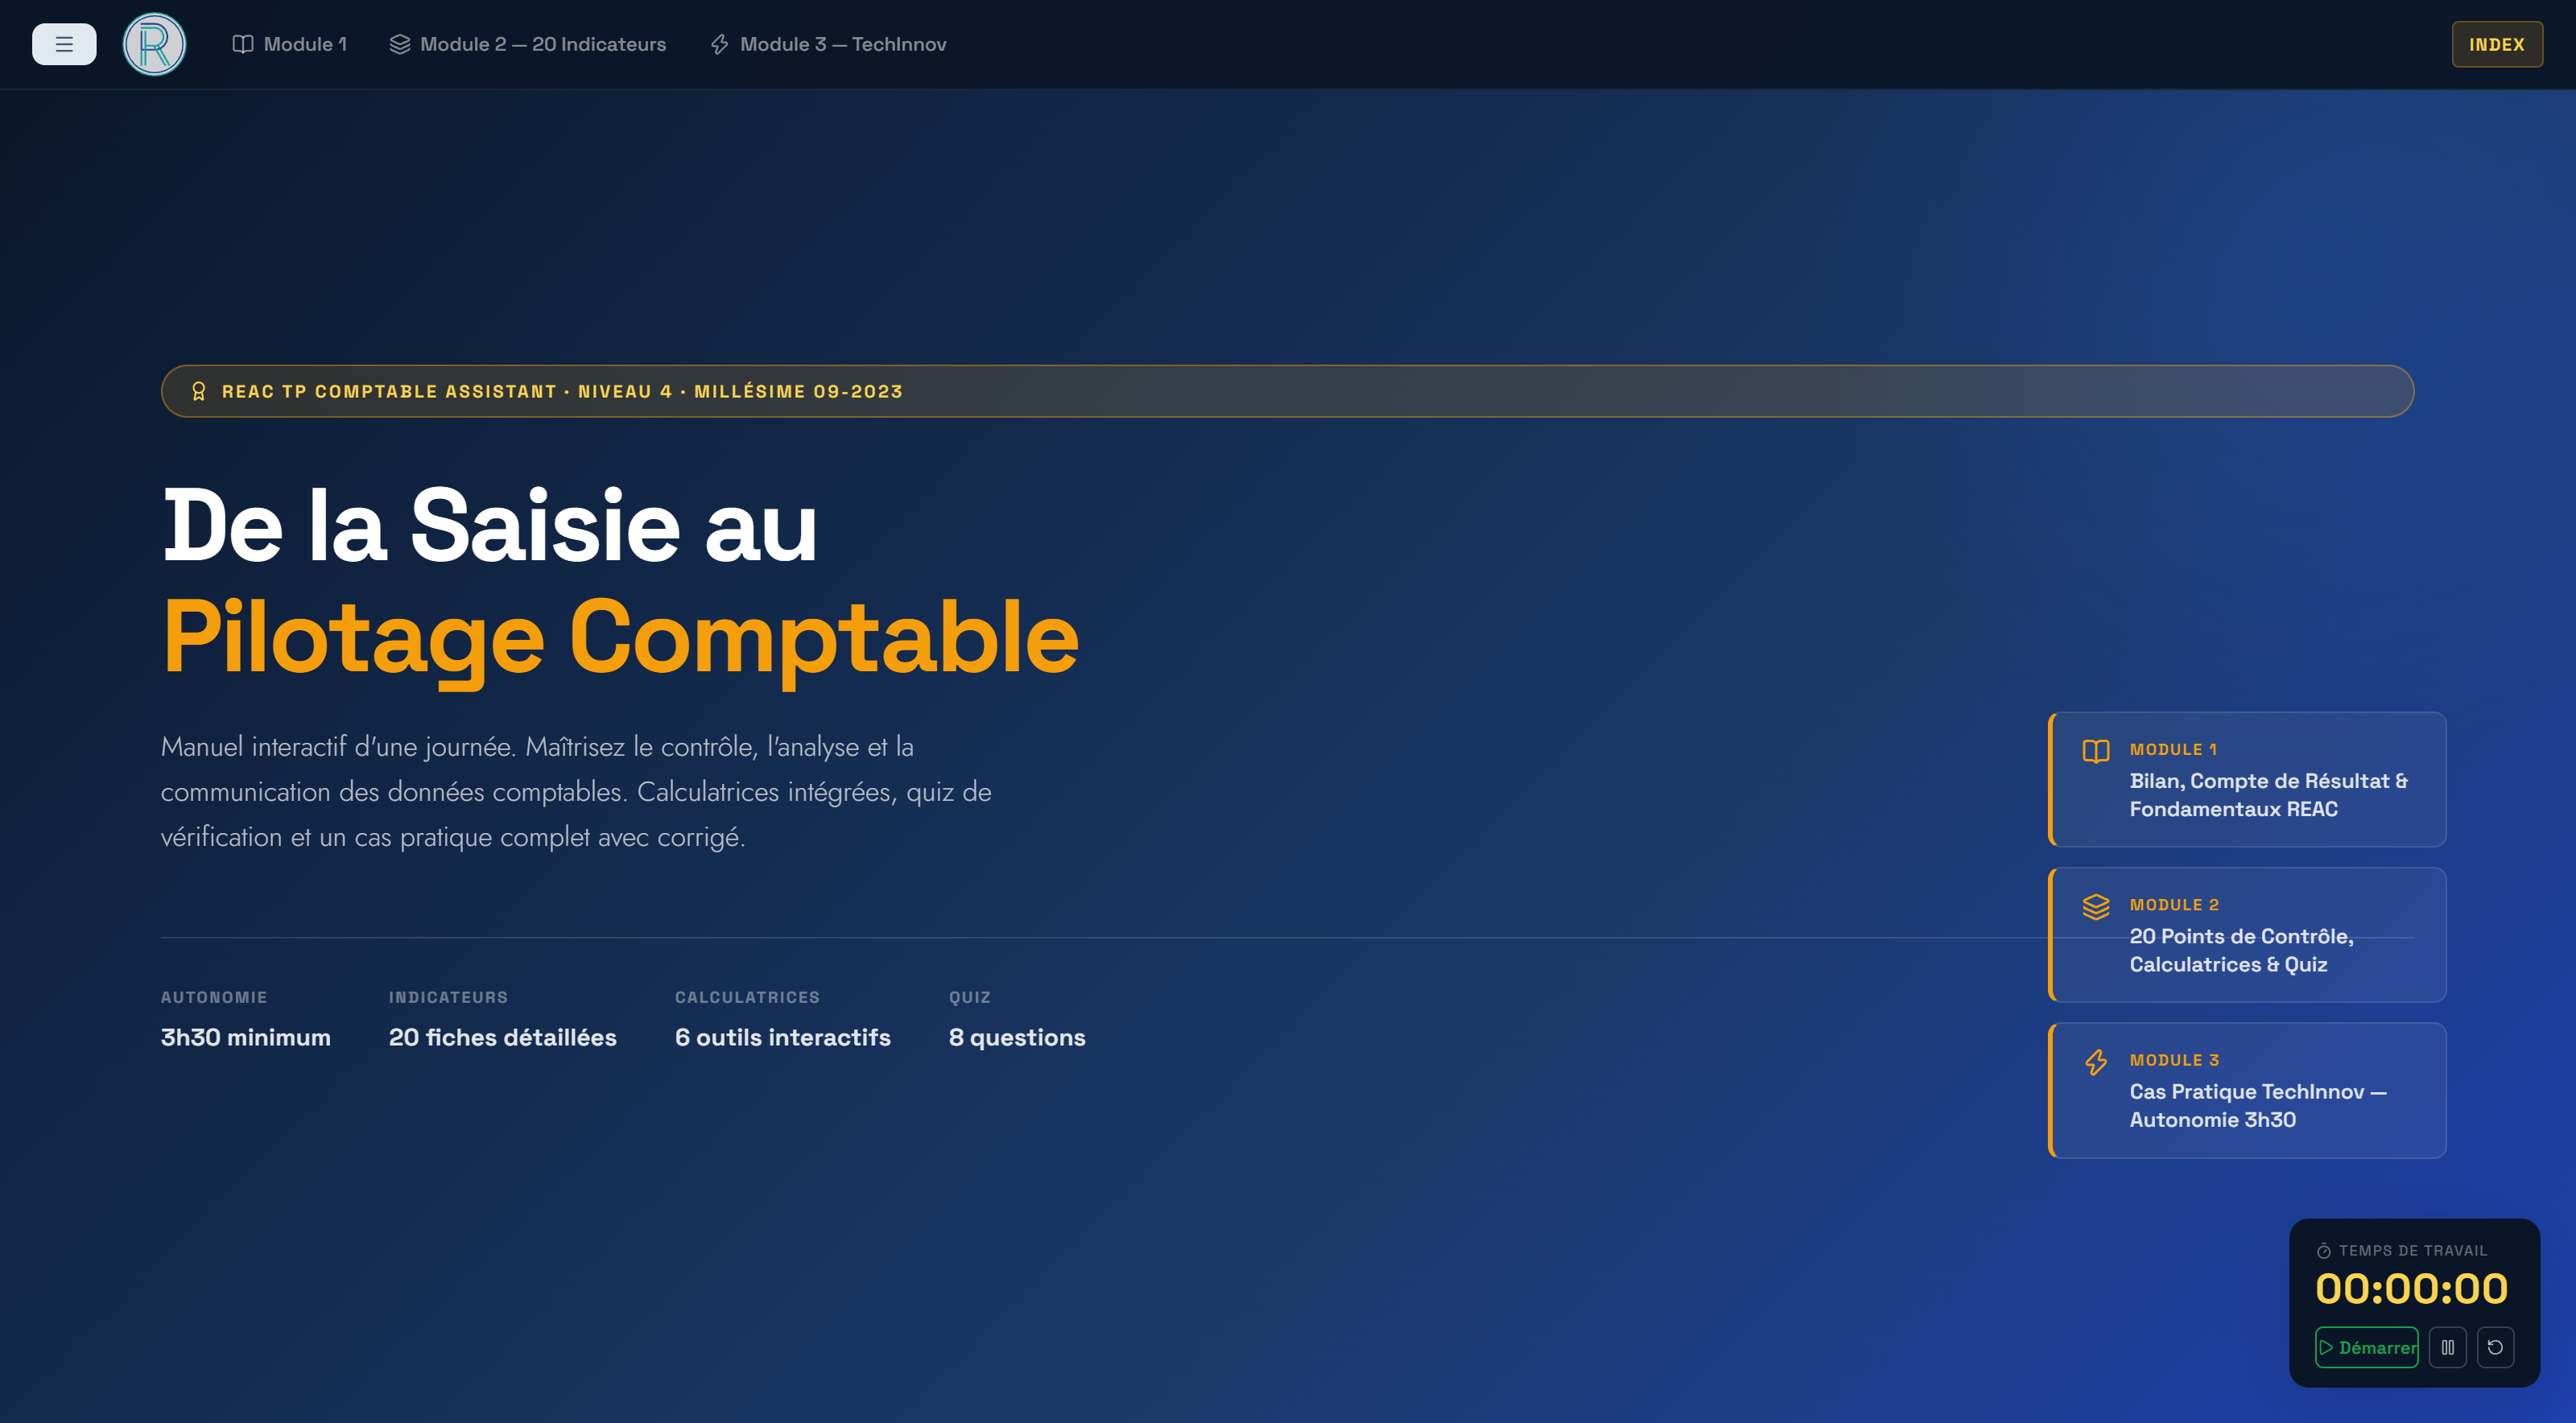 R
Module 1
Module 2 — 20 Indicateurs
Module 3 — TechInnov
INDEX
REAC TP COMPTABLE ASSISTANT · NIVEAU 4 · MILLÉSIME 09-2023
De la Saisie au
Pilotage Comptable
Manuel interactif d'une journée. Maîtrisez le contrôle, l'analyse et la
communication des données comptables. Calculatrices intégrées, quiz de
vérification et un cas pratique complet avec corrigé.
AUTONOMIE
3h30 minimum
INDICATEURS
20 fiches détaillées
CALCULATRICES
6 outils interactifs
QUIZ
8 questions
MODULE 1
Bilan, Compte de Résultat &
Fondamentaux REAC
MODULE 2
20 Points de Contrôle,
Calculatrices & Quiz
MODULE 3
Cas Pratique TechInnov —
Autonomie 3h30
TEMPS DE TRAVAIL
00:00:00
Démarrer